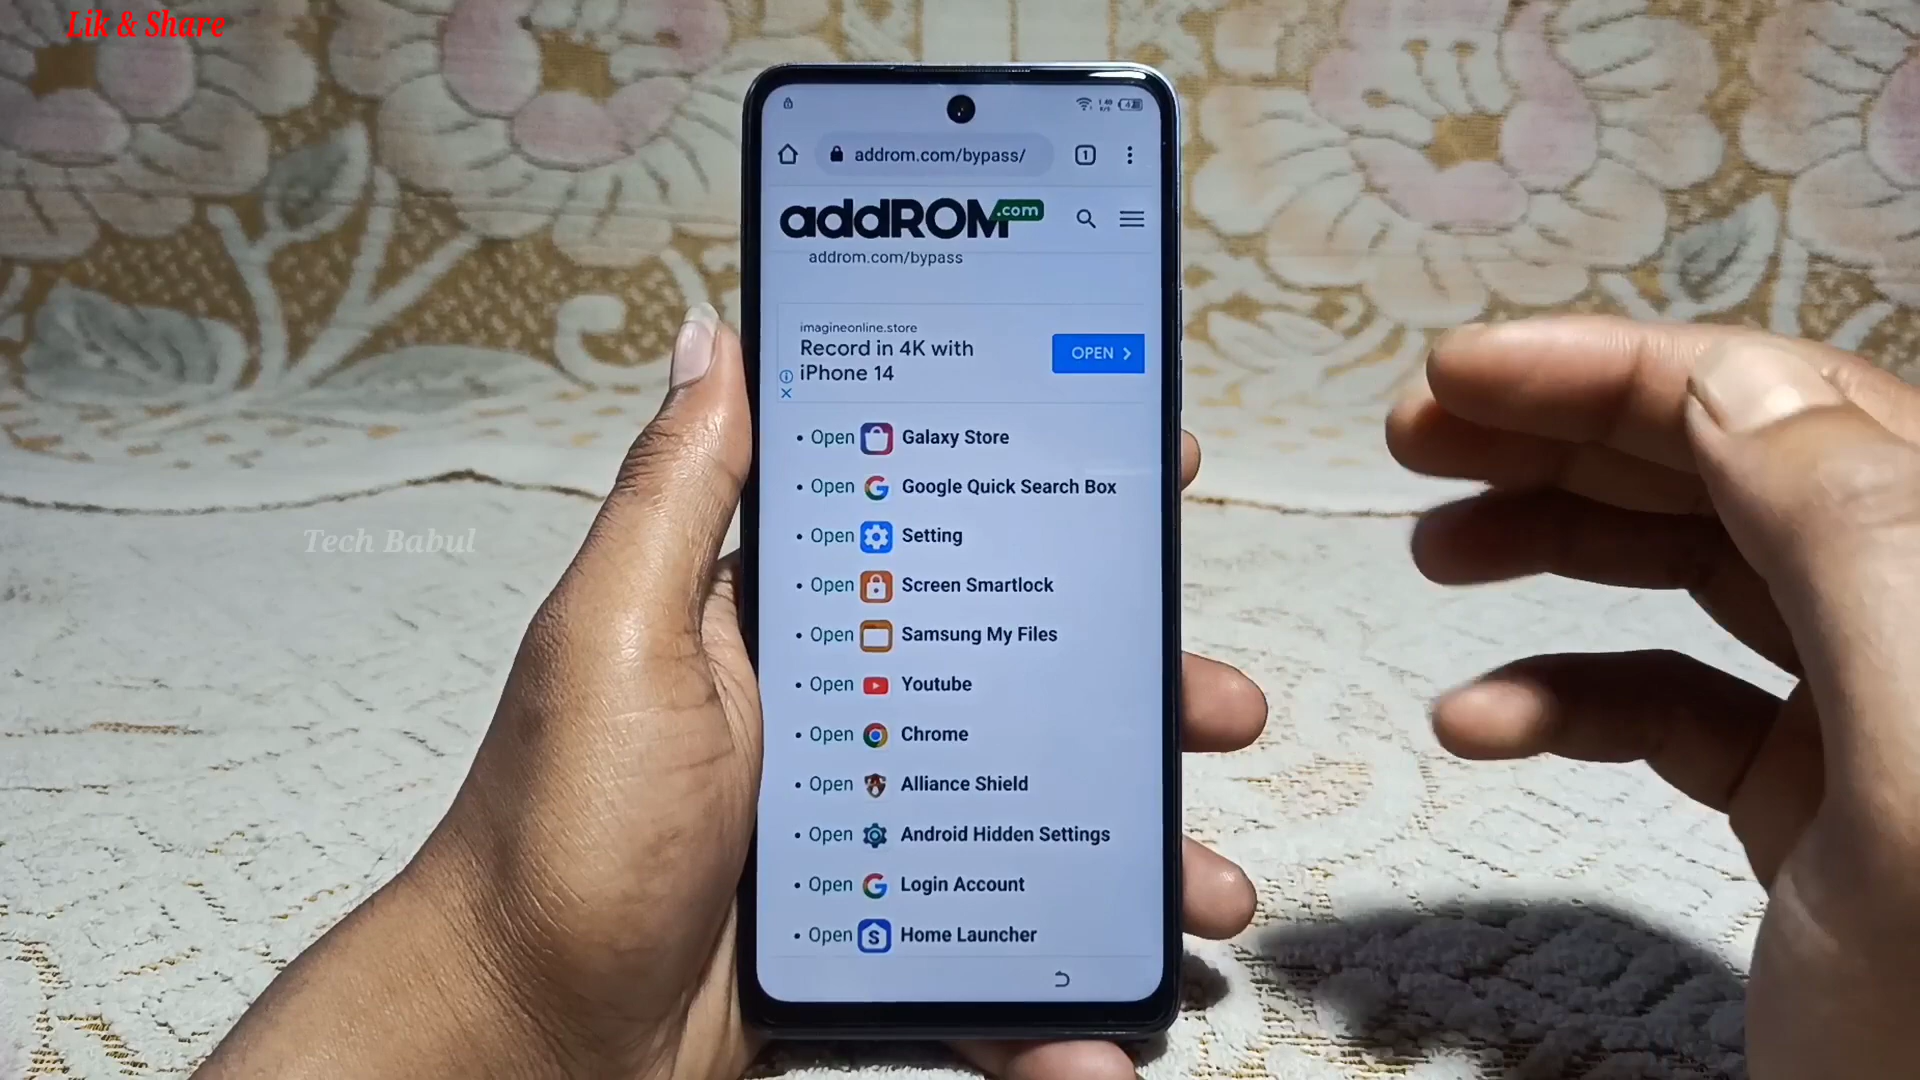 Lik & Share
1
addrom.com/bypass/
addROM.com
addrom.com/bypass
imagineonline.store
Record in 4K with
iPhone 14
OPEN
Open Galaxy Store
Open Google Quick Search Box
Open Setting
Open Screen Smartlock
Open Samsung My Files
Open Youtube
Open Chrome
Open Alliance Shield
Open Android Hidden Settings
Open Login Account
Open S Home Launcher
Tech Babul